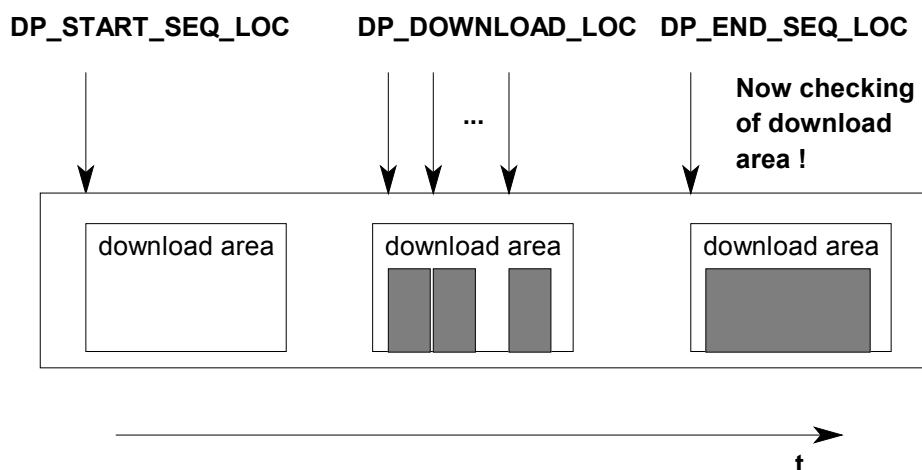 DP_START_SEQ_LOC DP_DOWNLOAD_LOC DP_END_SEQ_LOC
Now checking
of download
area !
...
download area download area download area
t